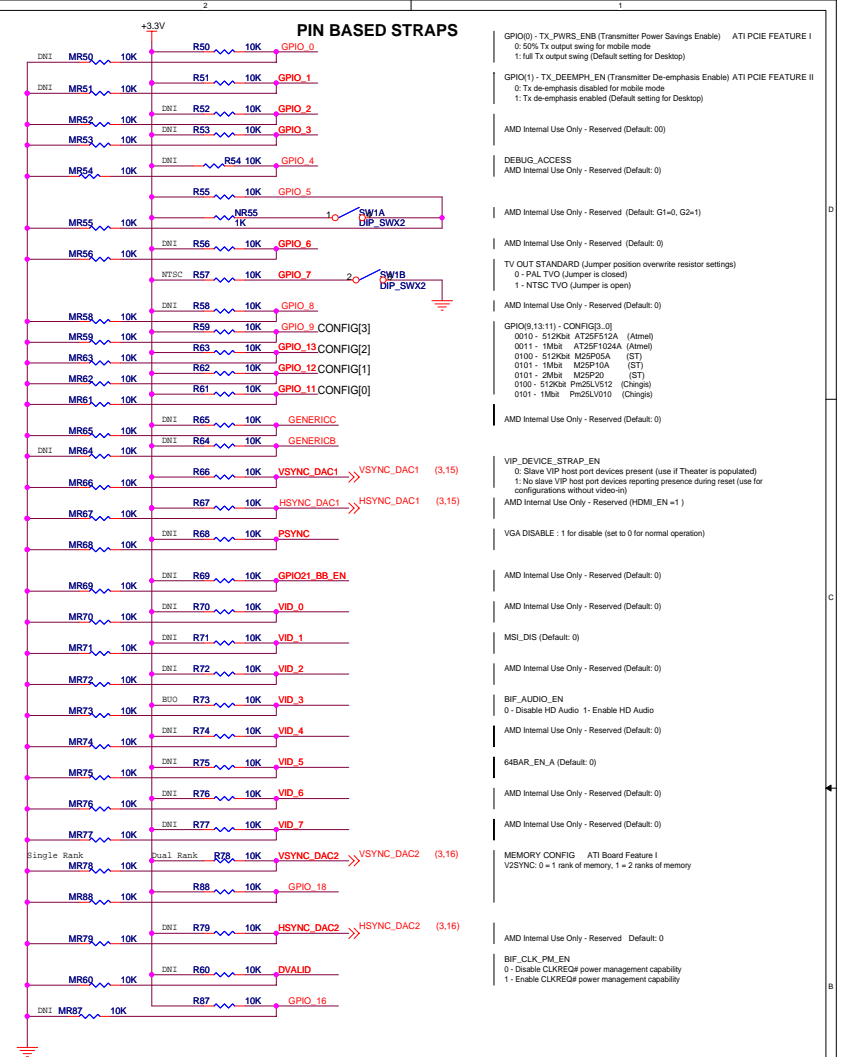 2
1
+3.3V
PIN BASED STRAPS
R50 10K GPIO_0
DNI MR50 10K
GPIO(0) - TX_PWRS_ENB (Transmitter Power Savings Enable) ATI PCIE FEATURE I
0: 50% Tx output swing for mobile mode
1: full Tx output swing (Default setting for Desktop)
R51 10K GPIO_1
DNI MR51 10K
GPIO(1) - TX_DEEMPH_EN (Transmitter De-emphasis Enable) ATI PCIE FEATURE II
0: Tx de-emphasis disabled for mobile mode
1: Tx de-emphasis enabled (Default setting for Desktop)
DNI R52 10K GPIO_2
MR52 10K
DNI R53 10K GPIO_3
MR53 10K
AMD Internal Use Only - Reserved (Default: 00)
DNI R54 10K GPIO_4
MR54 10K
DEBUG_ACCESS
AMD Internal Use Only - Reserved (Default: 0)
R55 10K GPIO_5
NR55 1 SW1A
1K DIP_SWX2
MR55 10K
AMD Internal Use Only - Reserved (Default: G1=0, G2=1)
D
DNI R56 10K GPIO_6
MR56 10K
AMD Internal Use Only - Reserved (Default: 0)
NTSC R57 10K GPIO_7 2 SW1B
DIP_SWX2
TV OUT STANDARD (Jumper position overwrite resistor settings)
0 - PAL TVO (Jumper is closed)
1 - NTSC TVO (Jumper is open)
DNI R58 10K GPIO_8
MR58 10K
AMD Internal Use Only - Reserved (Default: 0)
R59 10K GPIO_9 CONFIG[3]
MR59 10K
R63 10K GPIO_13 CONFIG[2]
MR63 10K
R62 10K GPIO_12 CONFIG[1]
MR62 10K
R61 10K GPIO_11 CONFIG[0]
MR61 10K
GPIO(9,13:11) - CONFIG[3..0]
0010 - 512Kbit AT25F512A (Atmel)
0011 - 1Mbit AT25F1024A (Atmel)
0100 - 512Kbit M25P05A (ST)
0101 - 1Mbit M25P10A (ST)
0101 - 2Mbit M25P20 (ST)
0100 - 512Kbit Pm25LV512 (Chingis)
0101 - 1Mbit Pm25LV010 (Chingis)
DNI R65 10K GENERICC
MR65 10K
AMD Internal Use Only - Reserved (Default: 0)
DNI R64 10K GENERICB
DNI MR64 10K
R66 10K VSYNC_DAC1 VSYNC_DAC1 (3,15)
MR66 10K
VIP_DEVICE_STRAP_EN
0: Slave VIP host port devices present (use if Theater is populated)
1: No slave VIP host port devices reporting presence during reset (use for
configurations without video-in)
R67 10K HSYNC_DAC1 HSYNC_DAC1 (3,15)
MR67 10K
AMD Internal Use Only - Reserved (HDMI_EN =1 )
DNI R68 10K PSYNC
MR68 10K
VGA DISABLE : 1 for disable (set to 0 for normal operation)
DNI R69 10K GPIO21_BB_EN
MR69 10K
AMD Internal Use Only - Reserved (Default: 0)
C
DNI R70 10K VID_0
MR70 10K
AMD Internal Use Only - Reserved (Default: 0)
DNI R71 10K VID_1
MR71 10K
MSI_DIS (Default: 0)
DNI R72 10K VID_2
MR72 10K
AMD Internal Use Only - Reserved (Default: 0)
BUO R73 10K VID_3
MR73 10K
BIF_AUDIO_EN
0 - Disable HD Audio 1- Enable HD Audio
DNI R74 10K VID_4
MR74 10K
AMD Internal Use Only - Reserved (Default: 0)
DNI R75 10K VID_5
MR75 10K
64BAR_EN_A (Default: 0)
DNI R76 10K VID_6
MR76 10K
AMD Internal Use Only - Reserved (Default: 0)
DNI R77 10K VID_7
MR77 10K
AMD Internal Use Only - Reserved (Default: 0)
Single Rank Dual Rank R78 10K VSYNC_DAC2 VSYNC_DAC2 (3,16)
MR78 10K
MEMORY CONFIG ATI Board Feature I
V2SYNC: 0 = 1 rank of memory, 1 = 2 ranks of memory
R88 10K GPIO_18
MR88 10K
DNI R79 10K HSYNC_DAC2 HSYNC_DAC2 (3,16)
MR79 10K
AMD Internal Use Only - Reserved Default: 0
DNI R60 10K DVALID
MR60 10K
BIF_CLK_PM_EN
0 - Disable CLKREQ# power management capability
1 - Enable CLKREQ# power management capability
B
R87 10K GPIO_16
DNI MR87 10K